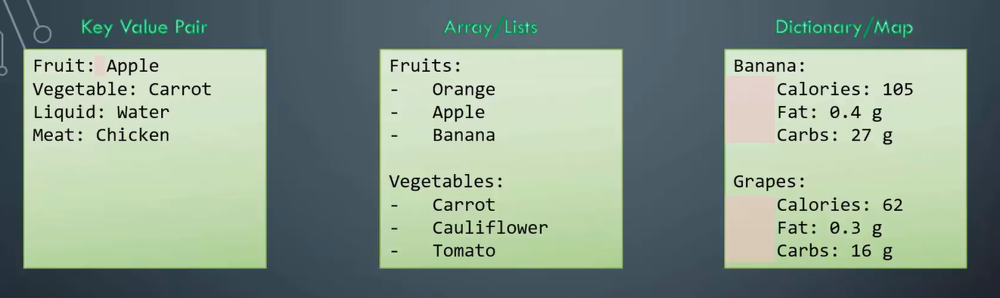 Key Value Pair
Fruit: Apple
Vegetable: Carrot
Liquid: Water
Meat: Chicken
Array/Lists
Fruits:
- Orange
- Apple
- Banana
Vegetables:
- Carrot
- Cauliflower
- Tomato
Dictionary/Map
Banana:
Calories: 105
Fat: 0.4 g
Carbs: 27 g
Grapes:
Calories: 62
Fat: 0.3 g
Carbs: 16 g